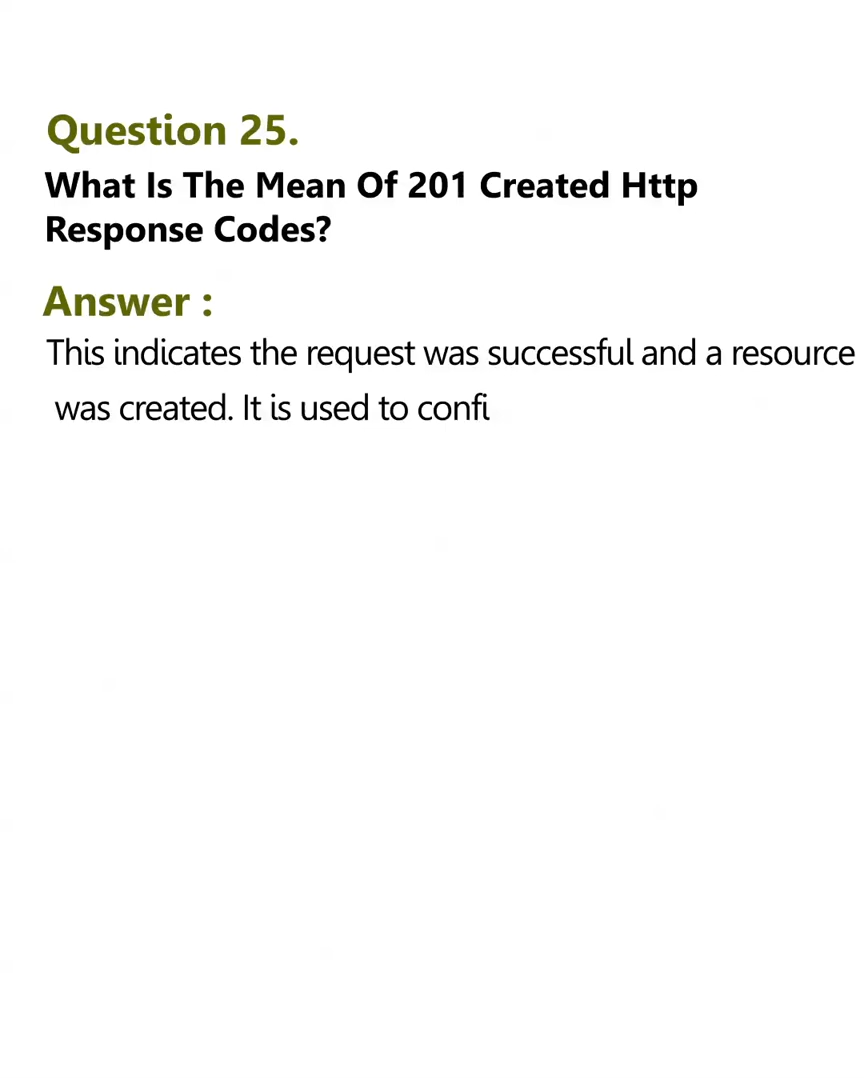 Question 25.
What Is The Mean Of 201 Created Http
Response Codes?
Answer :
This indicates the request was successful and a resource
was created. It is used to confi